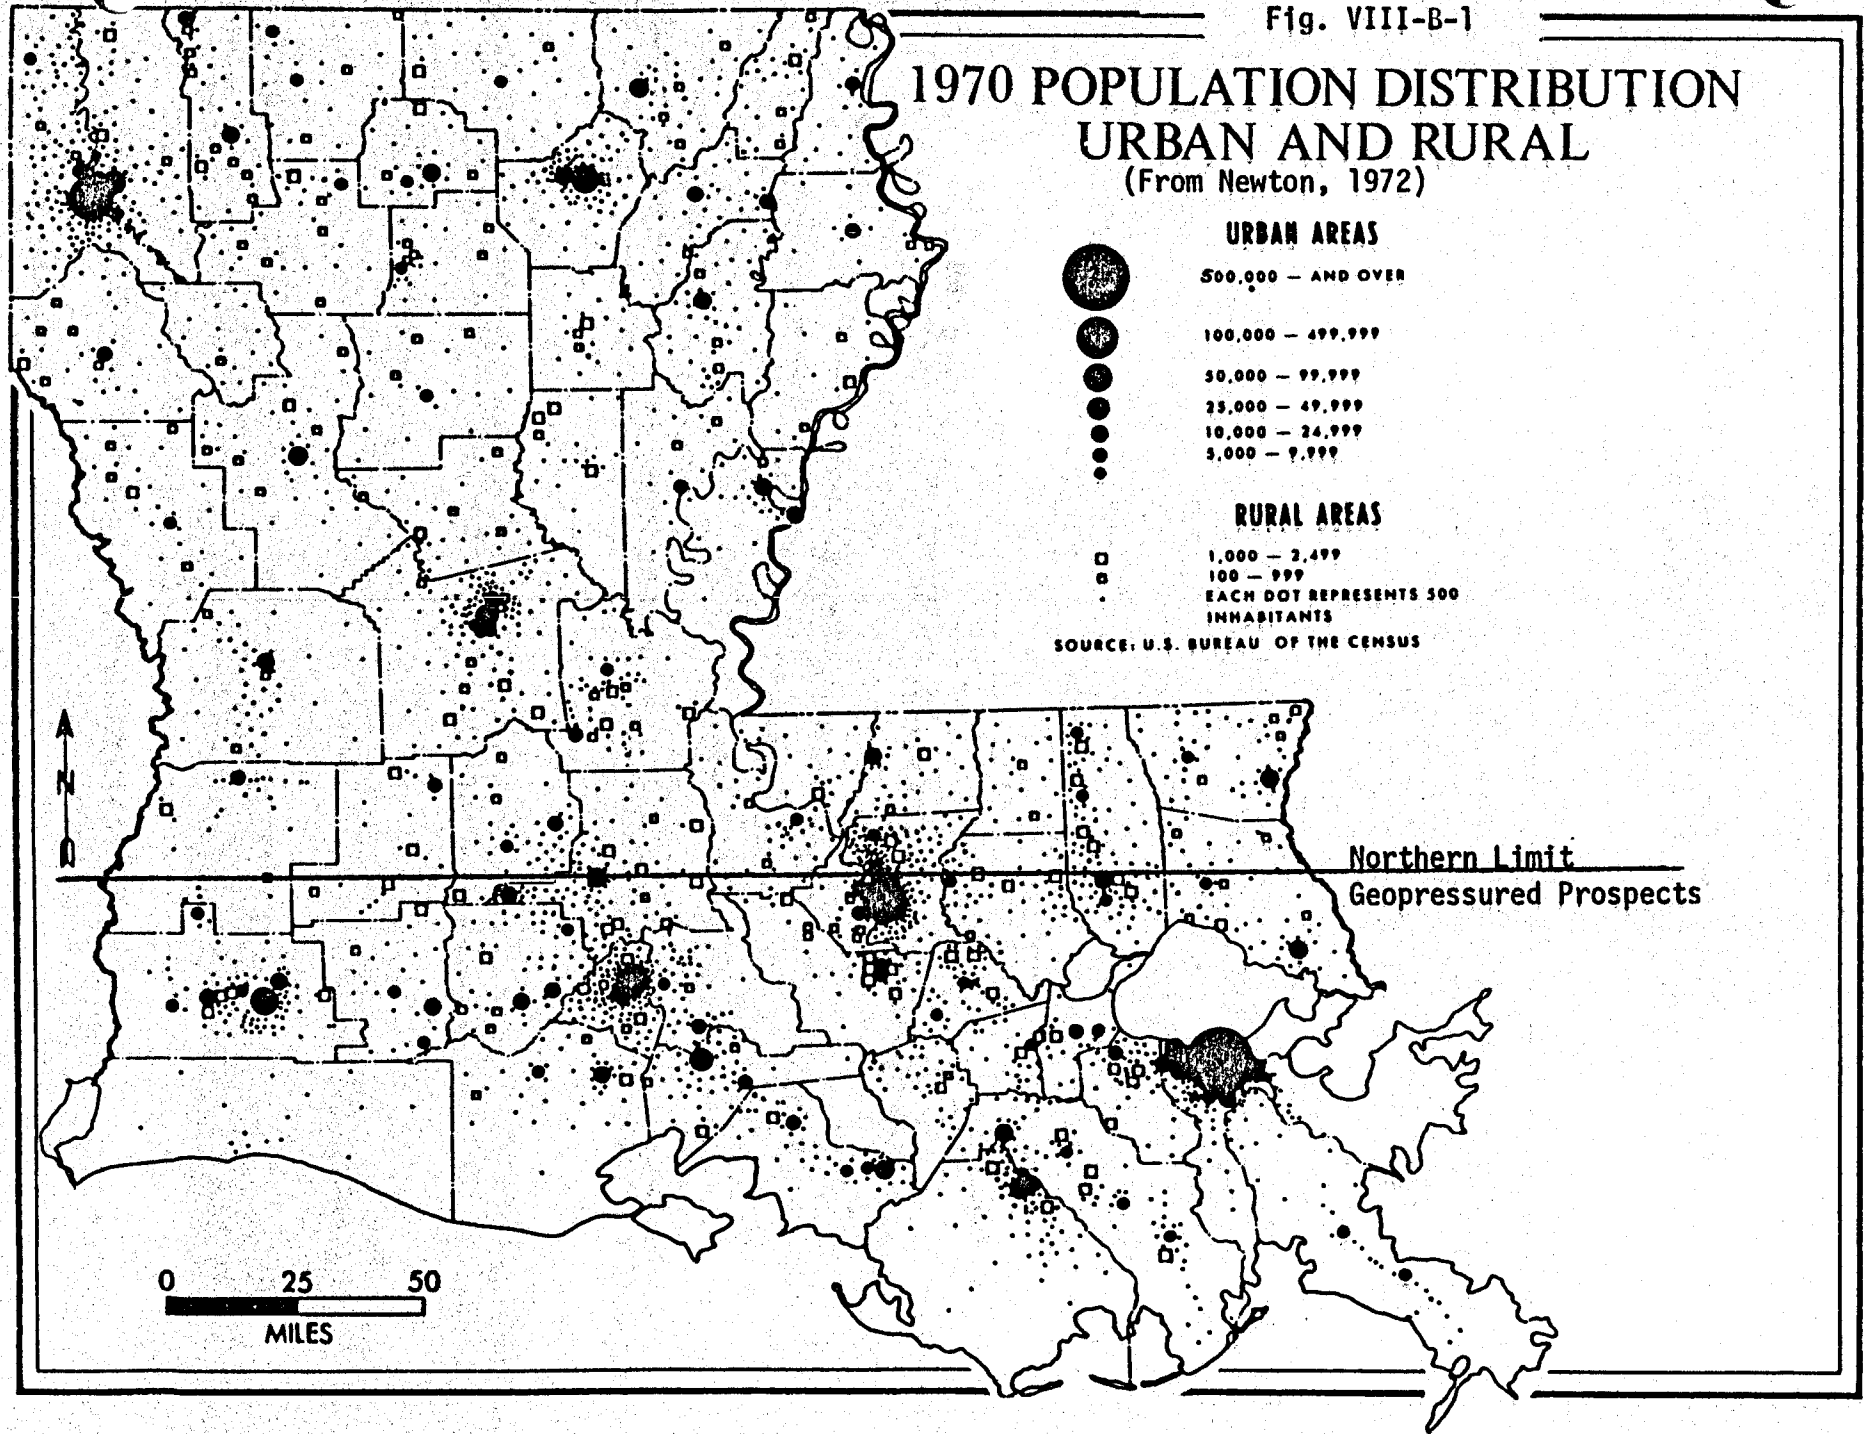 Fig. VIII-B-1
1970 POPULATION DISTRIBUTION
URBAN AND RURAL
(From Newton, 1972)
URBAN AREAS
500,000 — AND OVER
100,000 — 499,999
50,000 — 99,999
25,000 — 49,999
10,000 — 24,999
5,000 — 9,999
RURAL AREAS
1,000 — 2,499
100 — 999
EACH DOT REPRESENTS 500
INHABITANTS
SOURCE: U.S. BUREAU OF THE CENSUS
N
Northern Limit
Geopressured Prospects
0 25 50
MILES